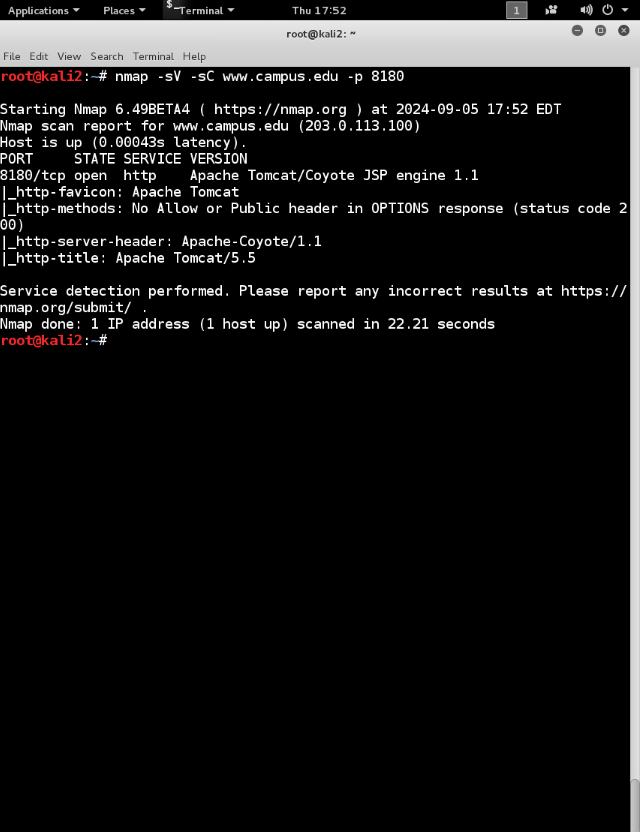 Applications Places $_Terminal Thu 17:52 1
root@kali2: ~
File Edit View Search Terminal Help
root@kali2:~# nmap -sV -sC www.campus.edu -p 8180
Starting Nmap 6.49BETA4 ( https://nmap.org ) at 2024-09-05 17:52 EDT
Nmap scan report for www.campus.edu (203.0.113.100)
Host is up (0.00043s latency).
PORT     STATE SERVICE VERSION
8180/tcp open  http    Apache Tomcat/Coyote JSP engine 1.1
|_http-favicon: Apache Tomcat
|_http-methods: No Allow or Public header in OPTIONS response (status code 2
00)
|_http-server-header: Apache-Coyote/1.1
|_http-title: Apache Tomcat/5.5
Service detection performed. Please report any incorrect results at https://
nmap.org/submit/ .
Nmap done: 1 IP address (1 host up) scanned in 22.21 seconds
root@kali2:~#